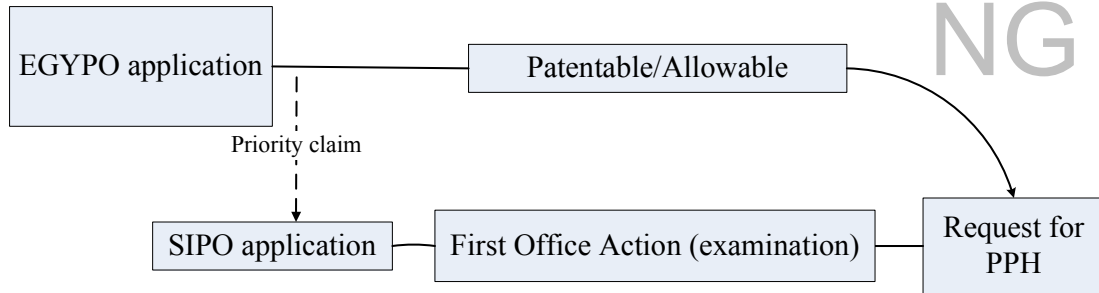 NG
EGYPO application
Patentable/Allowable
Priority claim
SIPO application
First Office Action (examination)
Request for
PPH